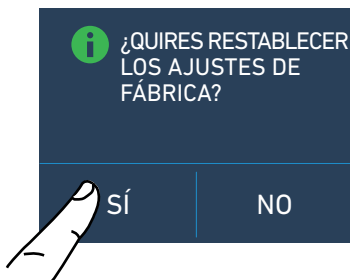 ¿QUIRES RESTABLECER
LOS AJUSTES DE
FÁBRICA?
SÍ
NO